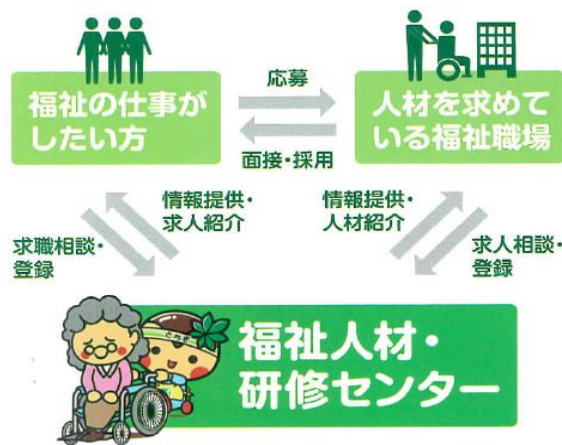 福祉の仕事が
したい方
応募
面接・採用
人材を求めて
いる福祉職場
求職相談・
登録
情報提供・
求人紹介
情報提供・
人材紹介
求人相談・
登録
とちぎ
福祉人材・
研修センター